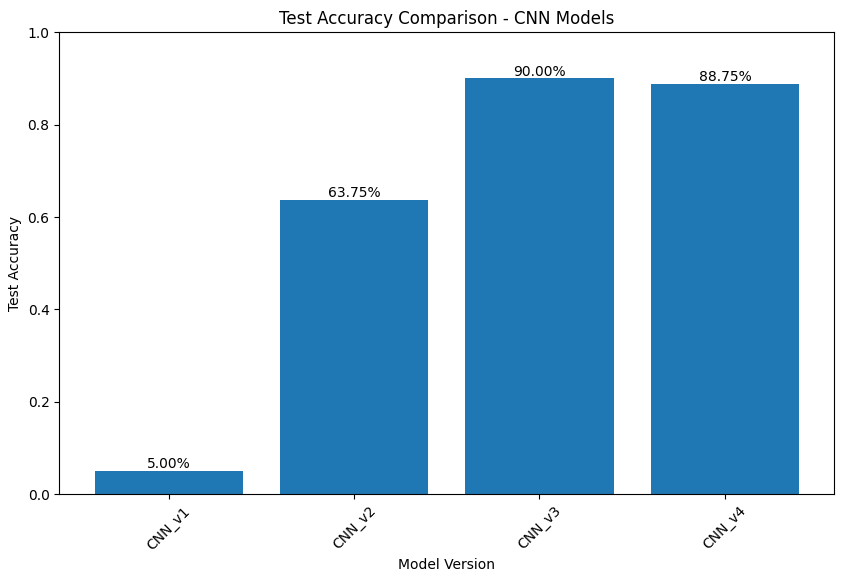 Test Accuracy Comparison - CNN Models
Test Accuracy
1.0
0.8
0.6
0.4
0.2
0.0
5.00%
63.75%
90.00%
88.75%
CNN_v1
CNN_v2
CNN_v3
CNN_v4
Model Version